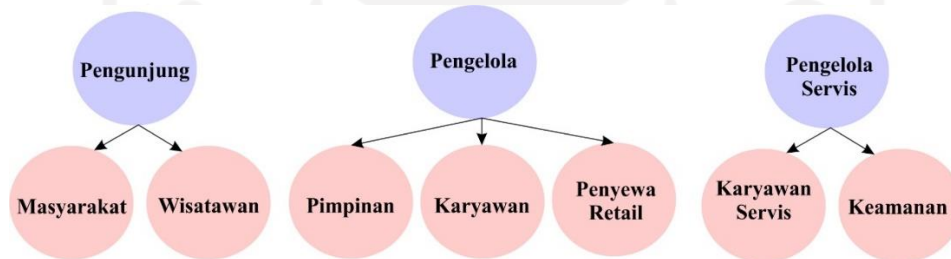 Pengunjung
Masyarakat
Wisatawan
Pengelola
Pimpinan
Karyawan
Penyewa
Retail
Pengelola
Servis
Karyawan
Servis
Keamanan